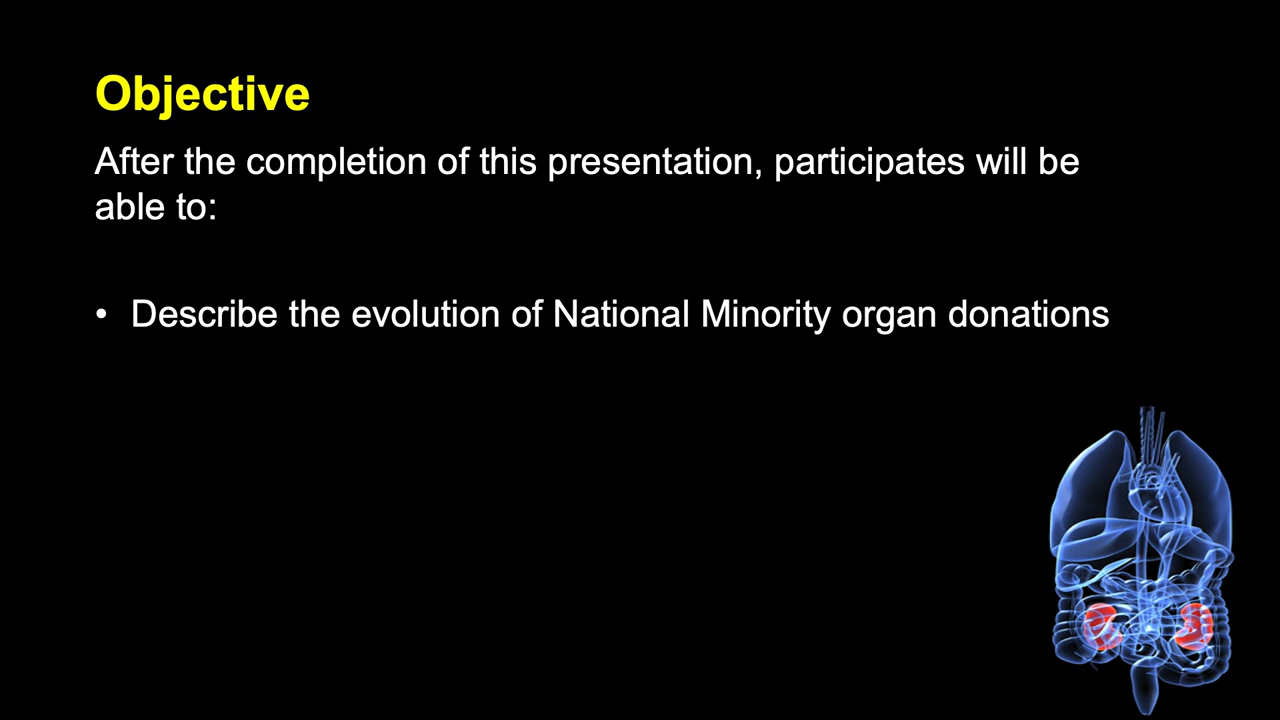 Objective
After the completion of this presentation, participates will be
able to:
• Describe the evolution of National Minority organ donations